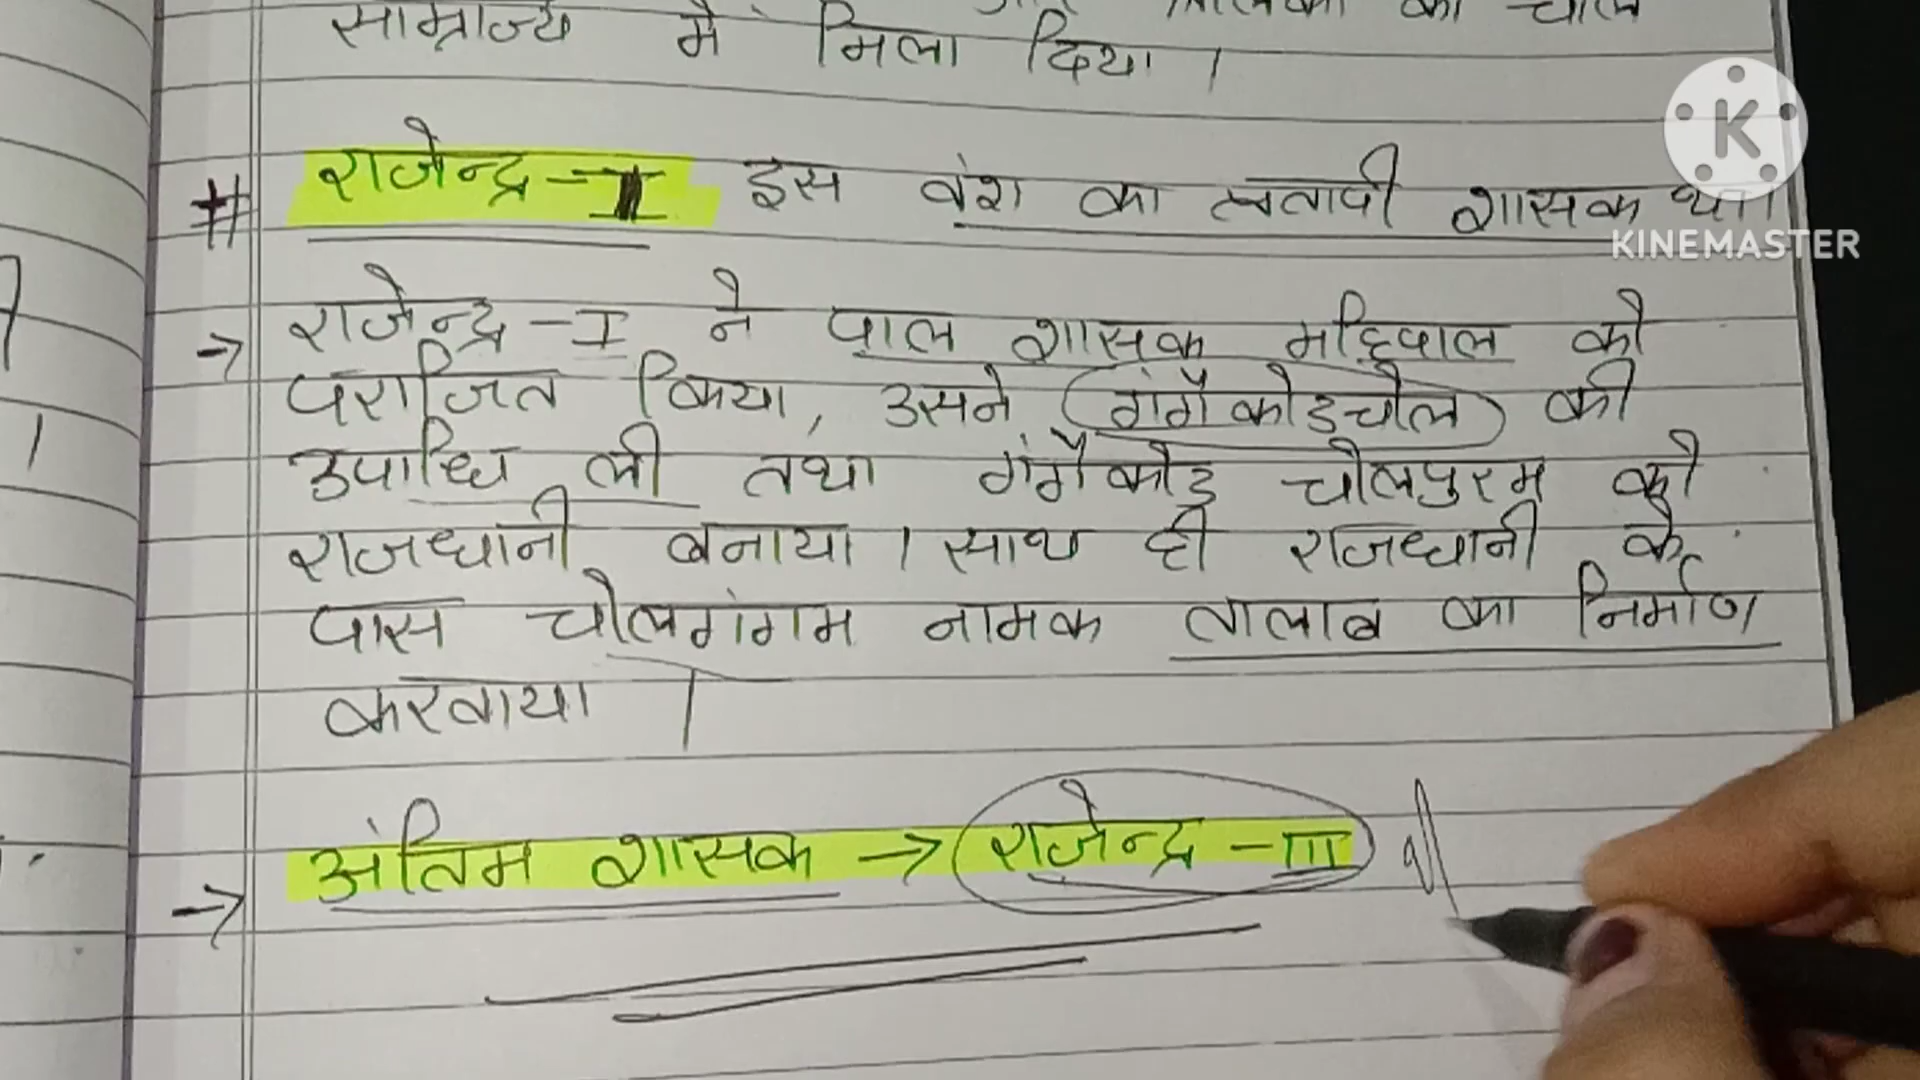 साम्राज्य में मिला दिया ।
# राजेन्द्र-I इस वंश का प्रतापी शासक था।
→ राजेन्द्र-I ने पाल शासक महिपाल को
पराजित किया, उसने गंगैकोंडचोल की
उपाधि ली तथा गंगैकोंड चोलपुरम को
राजधानी बनाया । साथ ही राजधानी के
पास चोलगंगम नामक तालाब का निर्माण
करवाया ।
→ अंतिम शासक → राजेन्द्र-III
K
KINEMASTER